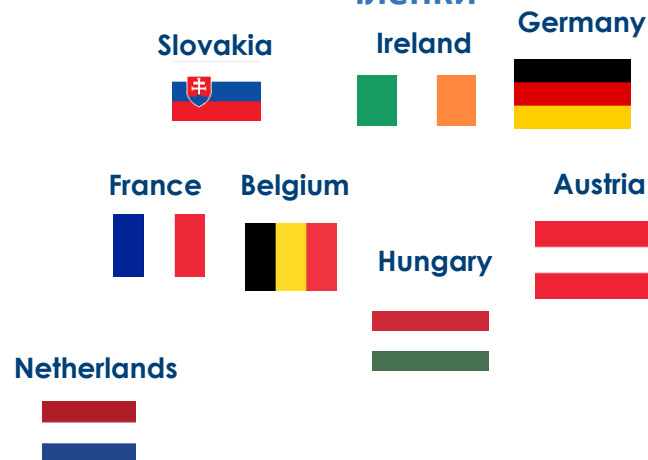 Germany
Ireland
Slovakia
France
Belgium
Austria
Hungary
Netherlands